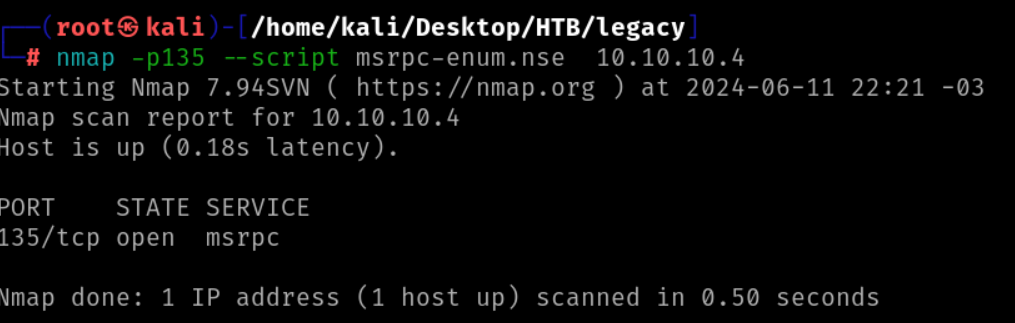 (root㉿kali)-[/home/kali/Desktop/HTB/legacy]
# nmap -p135 --script msrpc-enum.nse  10.10.10.4
Starting Nmap 7.94SVN ( https://nmap.org ) at 2024-06-11 22:21 -03
Nmap scan report for 10.10.10.4
Host is up (0.18s latency).
PORT    STATE SERVICE
135/tcp open  msrpc
Nmap done: 1 IP address (1 host up) scanned in 0.50 seconds